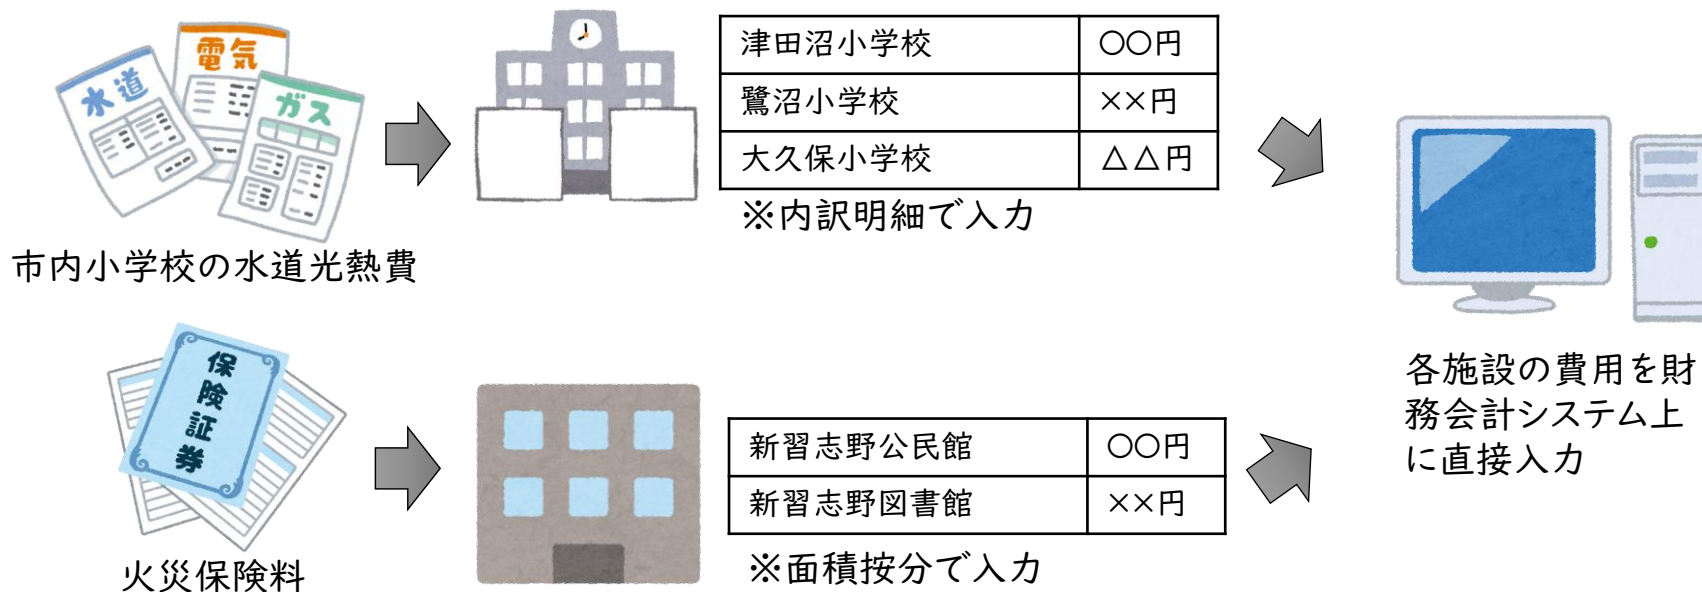 水道
電気
ガス
市内小学校の水道光熱費
津田沼小学校 〇〇円
鷺沼小学校 ××円
大久保小学校 △△円
※内訳明細で入力
保険証券
火災保険料
新習志野公民館 〇〇円
新習志野図書館 ××円
※面積按分で入力
各施設の費用を財
務会計システム上
に直接入力